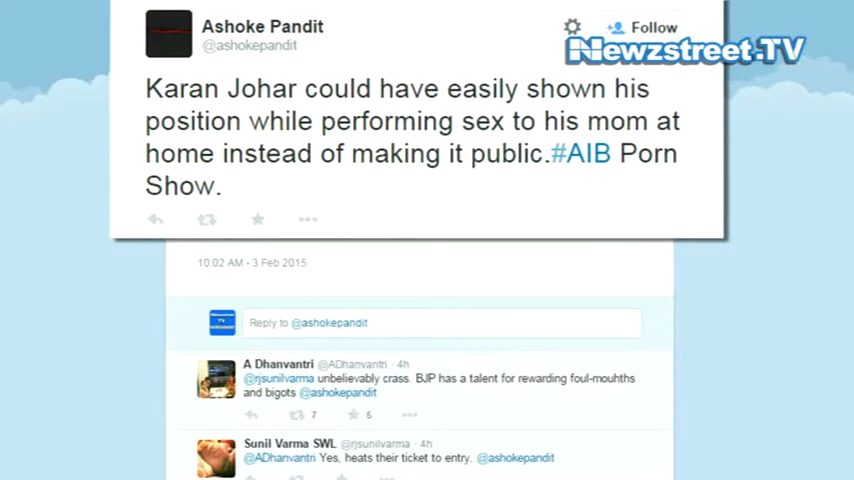 Ashoke Pandit
@ashokepandit
Follow
Newzstreet TV
Karan Johar could have easily shown his
position while performing sex to his mom at
home instead of making it public.#AIB Porn
Show.
10:02 AM - 3 Feb 2015
Reply to @ashokepandit
A Dhanvantri @ADhanvantri · 4h
@rjsunilvarma unbelievably crass. BJP has a talent for rewarding foul-mouhths
and bigots @ashokepandit
7 5
Sunil Varma SWL @rjsunilvarma · 4h
@ADhanvantri Yes, heats their ticket to entry. @ashokepandit